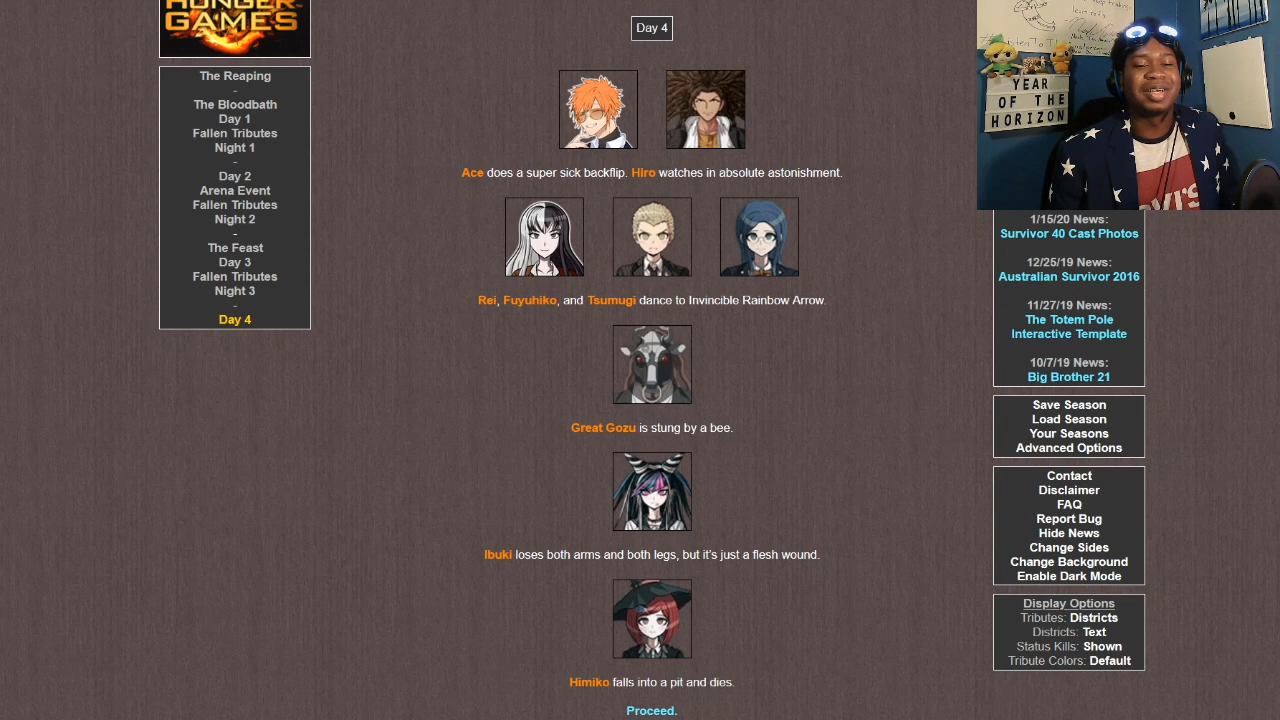 HUNGER
GAMES
The Reaping
-
The Bloodbath
Day 1
Fallen Tributes
Night 1
-
Day 2
Arena Event
Fallen Tributes
Night 2
-
The Feast
Day 3
Fallen Tributes
Night 3
-
Day 4
Day 4
Ace does a super sick backflip. Hiro watches in absolute astonishment.
Rei, Fuyuhiko, and Tsumugi dance to Invincible Rainbow Arrow.
Great Gozu is stung by a bee.
Ibuki loses both arms and both legs, but it's just a flesh wound.
Himiko falls into a pit and dies.
Proceed.
YEAR
OF THE
HORIZON
1/15/20 News:
Survivor 40 Cast Photos
12/25/19 News:
Australian Survivor 2016
11/27/19 News:
The Totem Pole
Interactive Template
10/7/19 News:
Big Brother 21
Save Season
Load Season
Your Seasons
Advanced Options
Contact
Disclaimer
FAQ
Report Bug
Hide News
Change Sides
Change Background
Enable Dark Mode
Display Options
Tributes: Districts
Districts: Text
Status Kills: Shown
Tribute Colors: Default